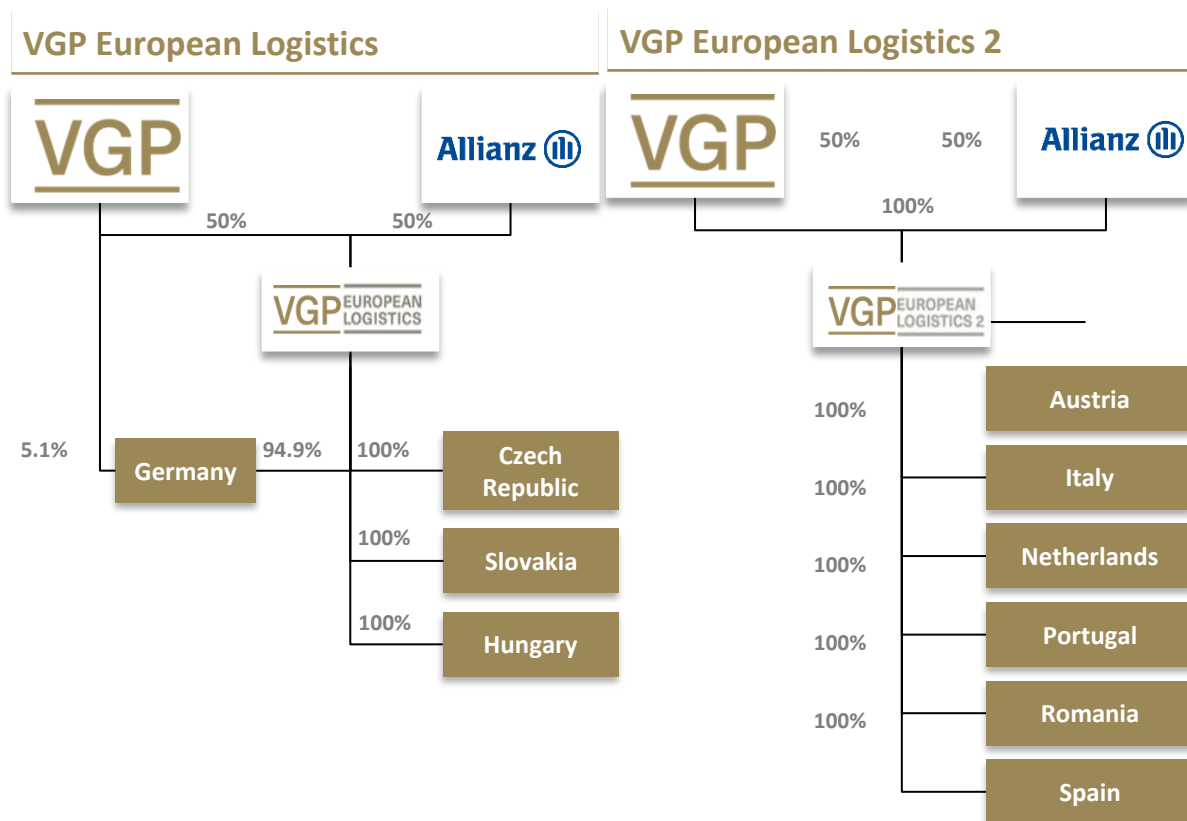 VGP European Logistics
VGP
Allianz
50%
50%
VGP EUROPEAN
LOGISTICS
5.1%
Germany
94.9%
100%
Czech
Republic
100%
Slovakia
100%
Hungary
VGP European Logistics 2
VGP
50%
50%
Allianz
100%
VGP EUROPEAN
LOGISTICS 2
100%
Austria
100%
Italy
100%
Netherlands
100%
Portugal
100%
Romania
Spain